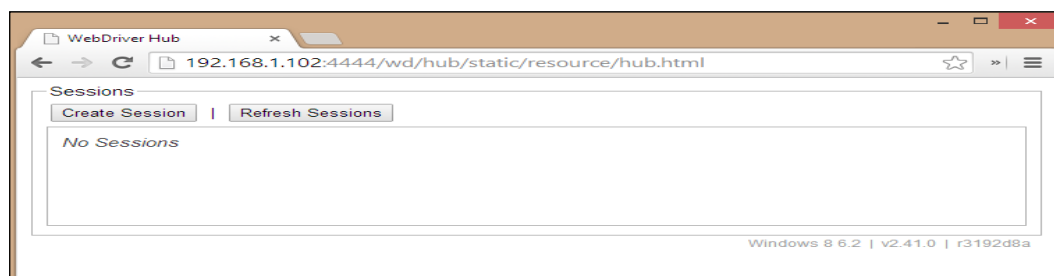 WebDriver Hub
192.168.1.102:4444/wd/hub/static/resource/hub.html
Sessions
Create Session | Refresh Sessions
No Sessions
Windows 8 6.2 | v2.41.0 | r3192d8a